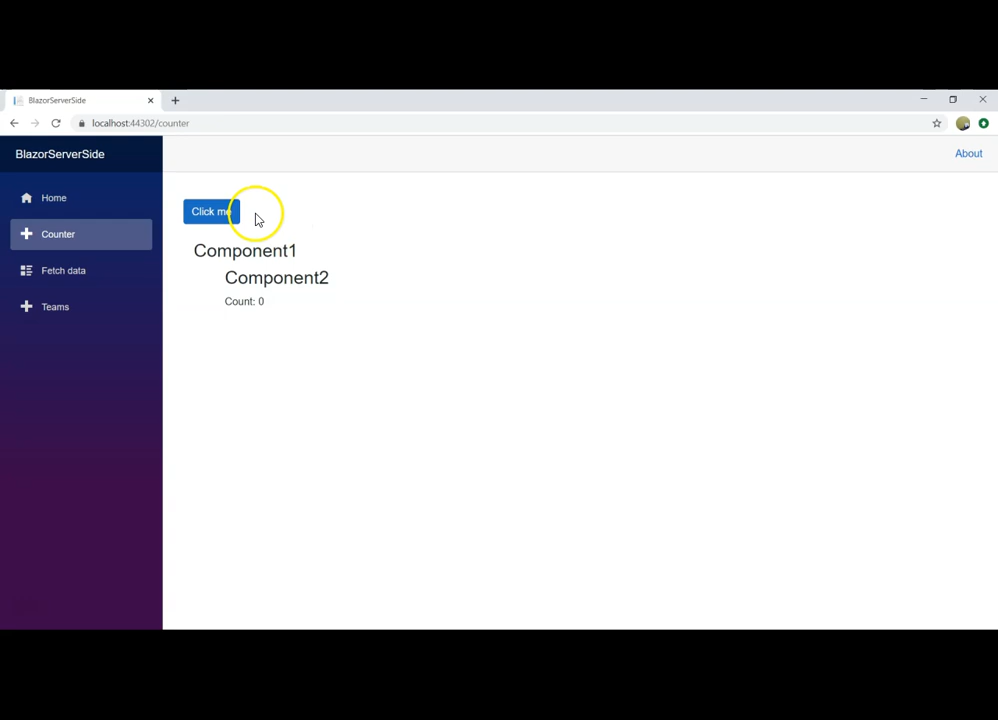 BlazorServerSide
localhost:44302/counter
BlazorServerSide
About
Home
Counter
Fetch data
Teams
Click me
Component1
Component2
Count: 0